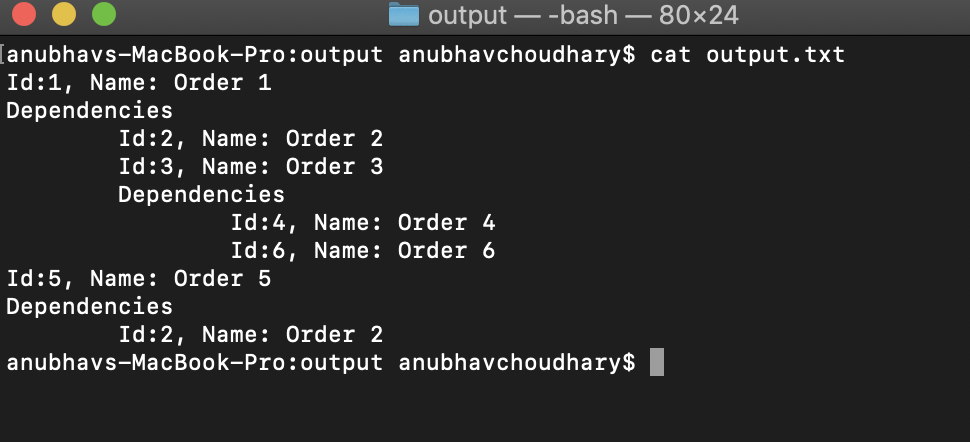 output — -bash — 80×24
anubhavs-MacBook-Pro:output anubhavchoudhary$ cat output.txt
Id:1, Name: Order 1
Dependencies
Id:2, Name: Order 2
Id:3, Name: Order 3
Dependencies
Id:4, Name: Order 4
Id:6, Name: Order 6
Id:5, Name: Order 5
Dependencies
Id:2, Name: Order 2
anubhavs-MacBook-Pro:output anubhavchoudhary$